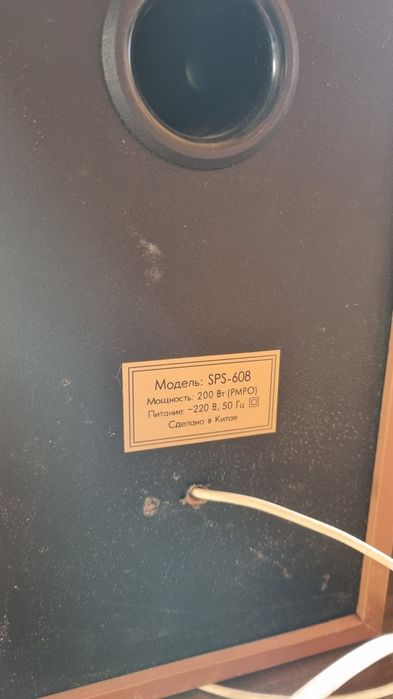 Модель: SPS-608
Мощность: 200 Вт (PMPO)
Питание: ~220 В, 50 Гц
Сделано в Китае